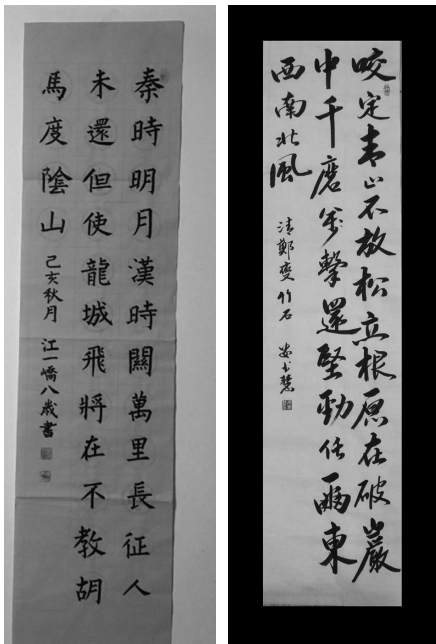 秦時明月漢時關萬里長征人
未還但使龍城飛將在不教胡
馬度陰山 己亥秋月 江一嶠八歲書
咬定青山不放松立根原在破巖
中千磨萬擊還堅勁任爾東
西南北風
清鄭燮竹石